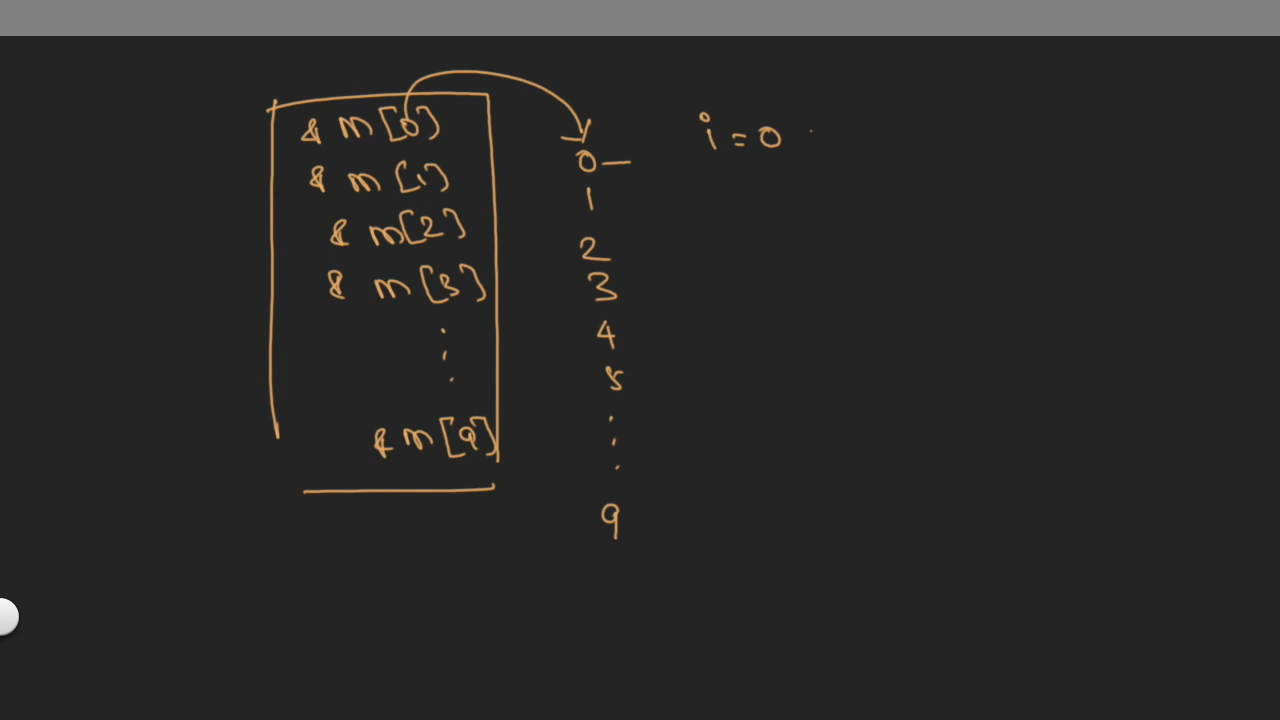 & m[0]
& m[1]
& m[2]
& m[3]
.
.
.
& m[9]
0 —
1
2
3
4
5
.
.
.
9
i = 0